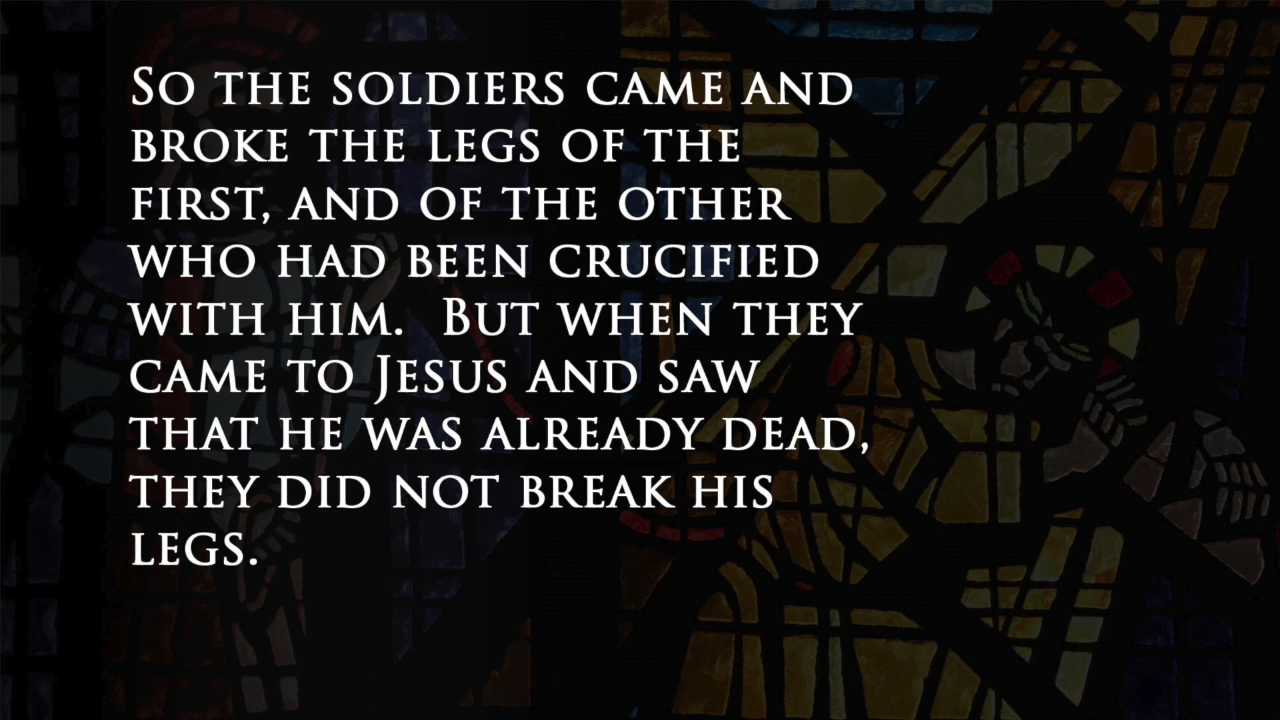 So the soldiers came and
broke the legs of the
first, and of the other
who had been crucified
with him.  But when they
came to Jesus and saw
that he was already dead,
they did not break his
legs.